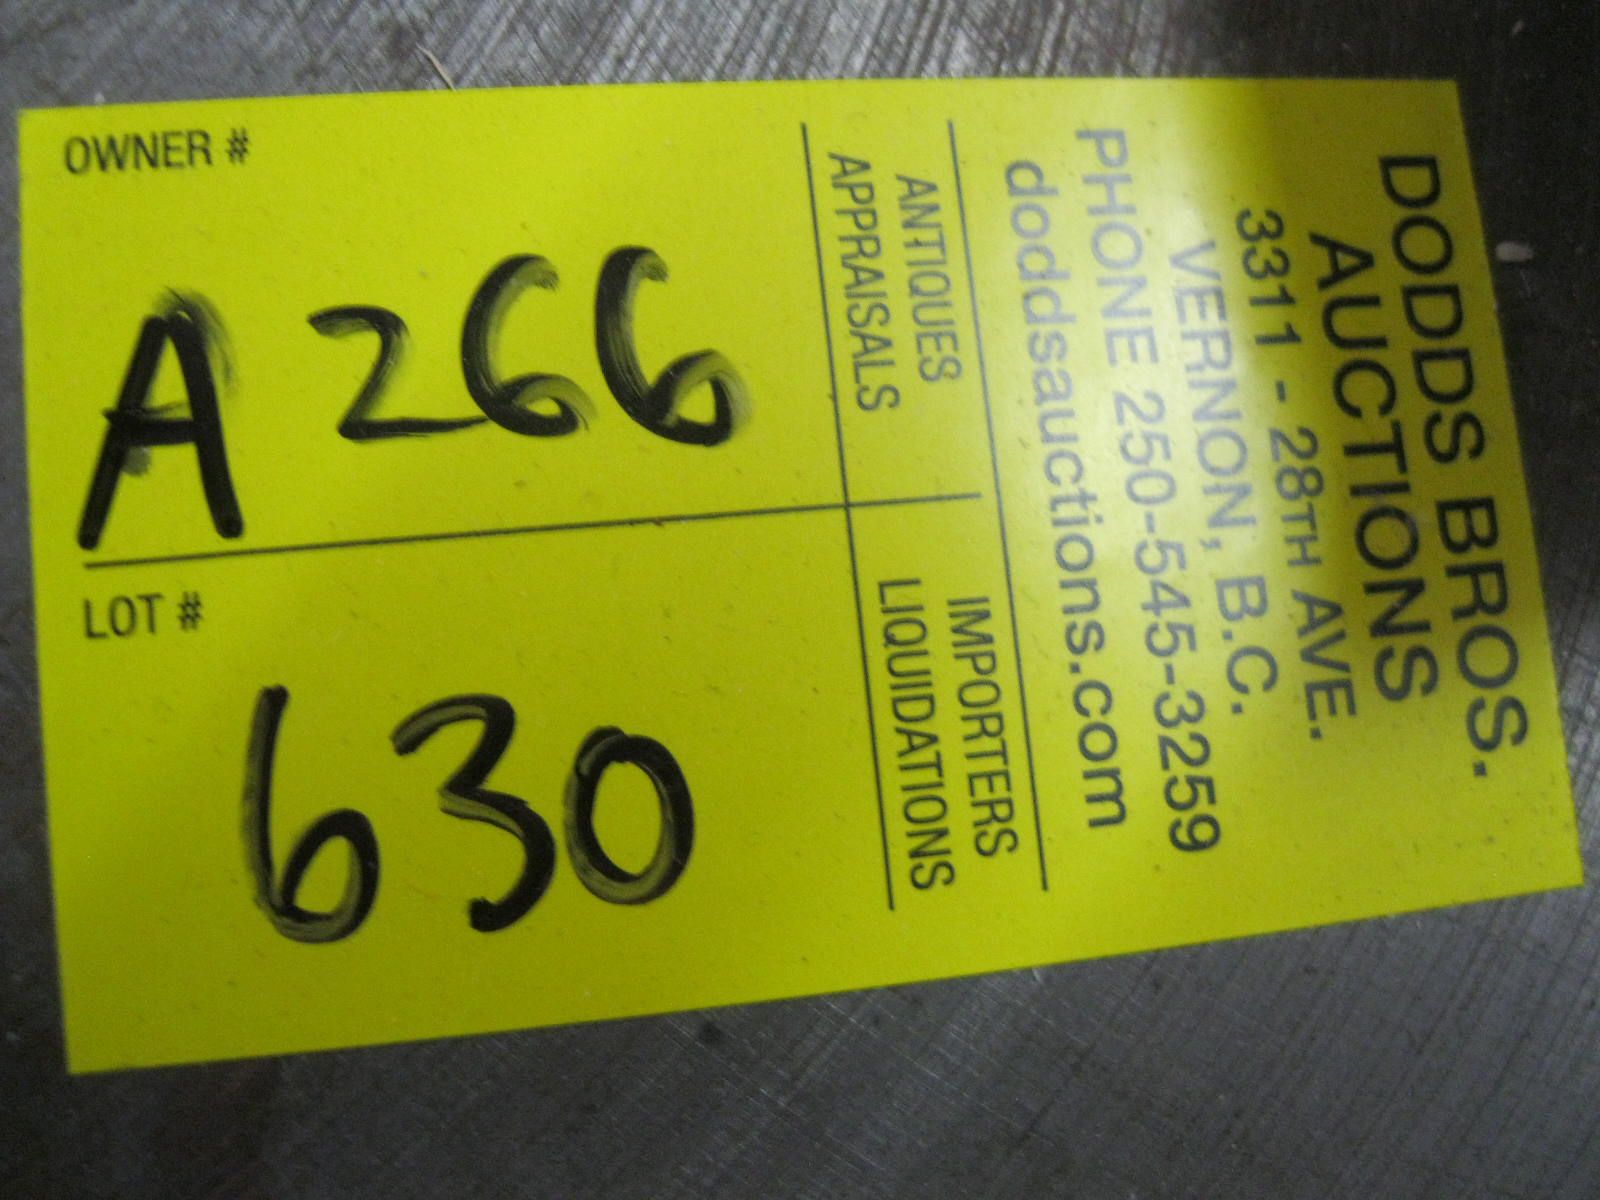 DODDS BROS.
AUCTIONS
3311 - 28TH AVE.
VERNON, B.C.
PHONE 250-545-3259
doddsauctions.com
ANTIQUES IMPORTERS
APPRAISALS LIQUIDATIONS
OWNER #
A266
LOT #
630